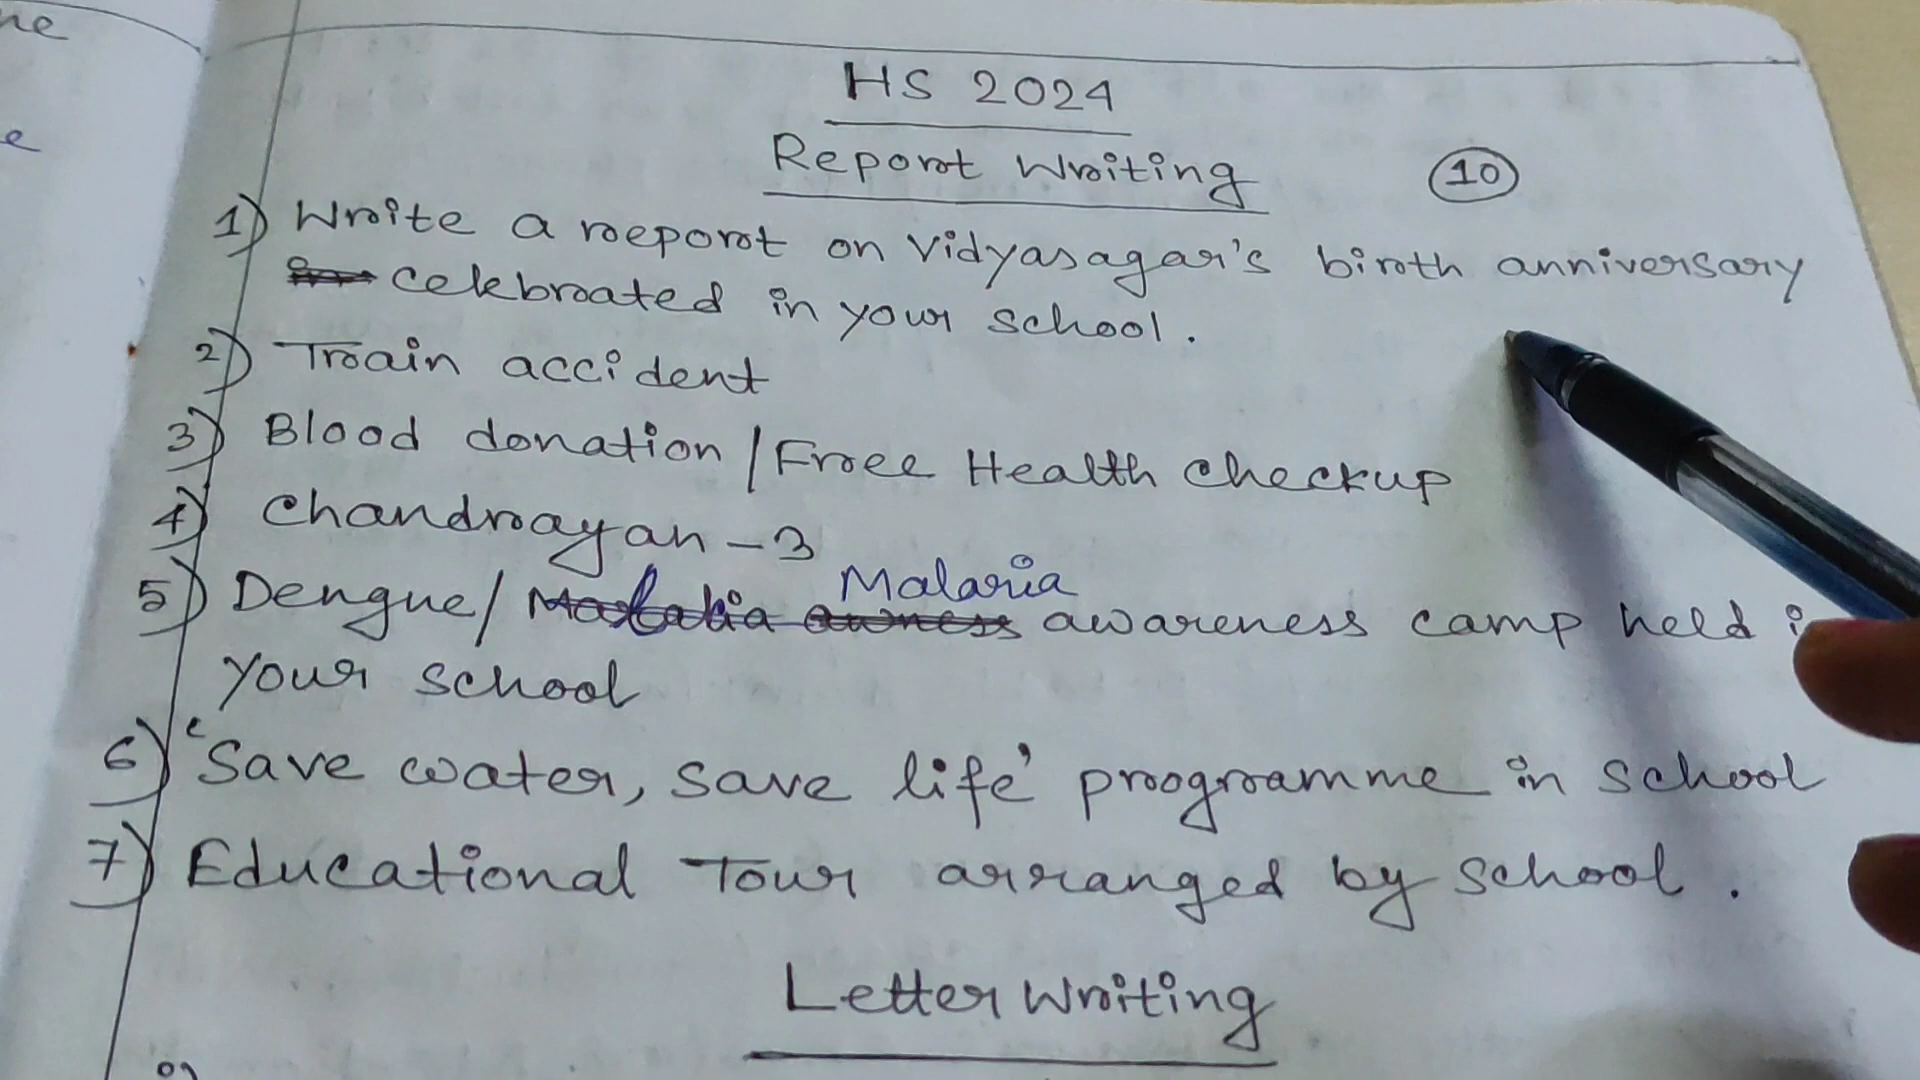 ne
e
HS 2024
Report Writing 10
1) Write a report on Vidyasagar's birth anniversary
celebrated in your school.
2) Train accident
3) Blood donation / Free Health checkup
4) Chandrayan-3
5) Dengue / Malaria awareness camp held
your school
6) 'Save water, save life' programme in school
7) Educational Tour arranged by school.
Letter Writing